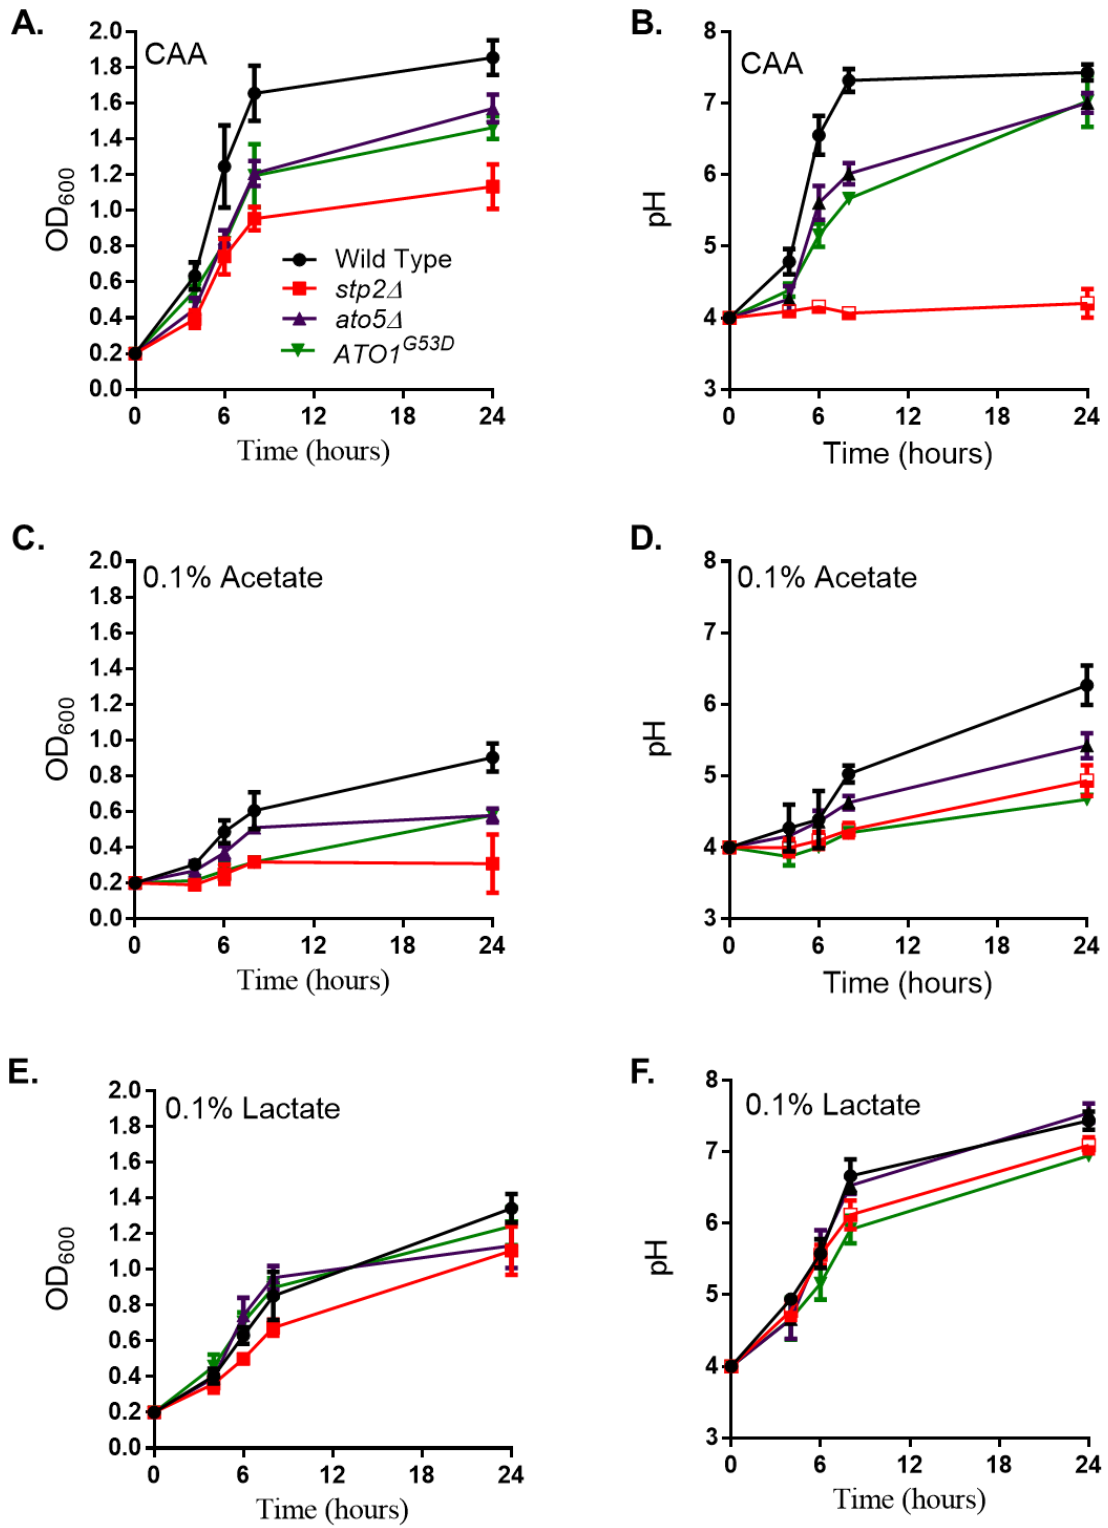 A.
CAA
OD600
2.0
1.8
1.6
1.4
1.2
1.0
0.8
0.6
0.4
0.2
0.0
Wild Type
stp2Δ
ato5Δ
ATO1G53D
0 6 12 18 24
Time (hours)
B.
CAA
pH
8
7
6
5
4
3
0 6 12 18 24
Time (hours)
C.
0.1% Acetate
OD600
2.0
1.8
1.6
1.4
1.2
1.0
0.8
0.6
0.4
0.2
0.0
0 6 12 18 24
Time (hours)
D.
0.1% Acetate
pH
8
7
6
5
4
3
0 6 12 18 24
Time (hours)
E.
0.1% Lactate
OD600
2.0
1.8
1.6
1.4
1.2
1.0
0.8
0.6
0.4
0.2
0.0
0 6 12 18 24
Time (hours)
F.
0.1% Lactate
pH
8
7
6
5
4
3
0 6 12 18 24
Time (hours)